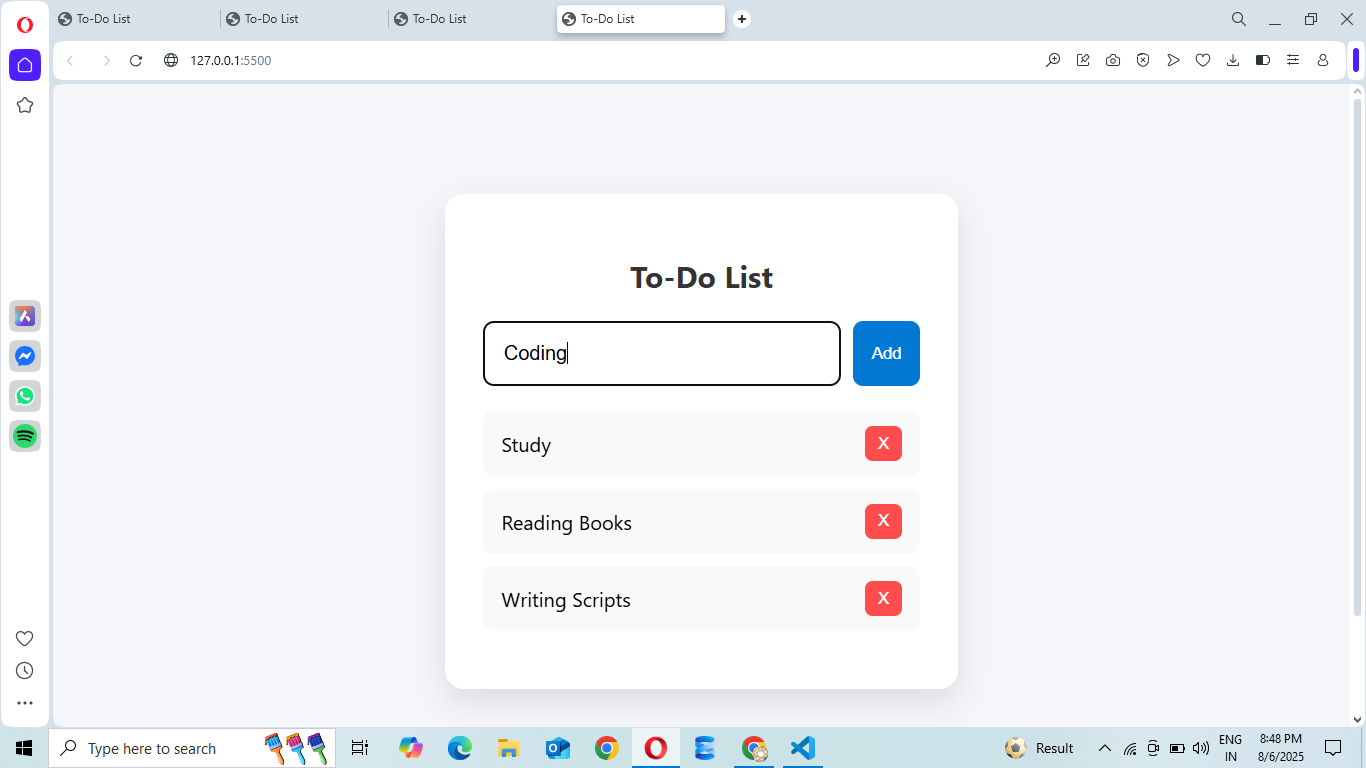 To-Do List
To-Do List
To-Do List
To-Do List
127.0.0.1:5500
To-Do List
Coding
Add
Study
X
Reading Books
X
Writing Scripts
X
Type here to search
Result
ENG
IN
8:48 PM
8/6/2025